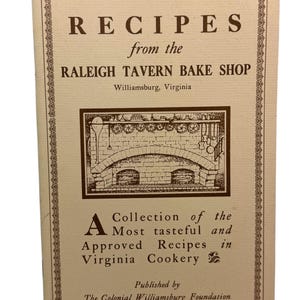 RECIPES
from the
RALEIGH TAVERN BAKE SHOP
Williamsburg, Virginia
A Collection of the
Most tasteful and
Approved Recipes in
Virginia Cookery
Published by
The Colonial Williamsburg Foundation